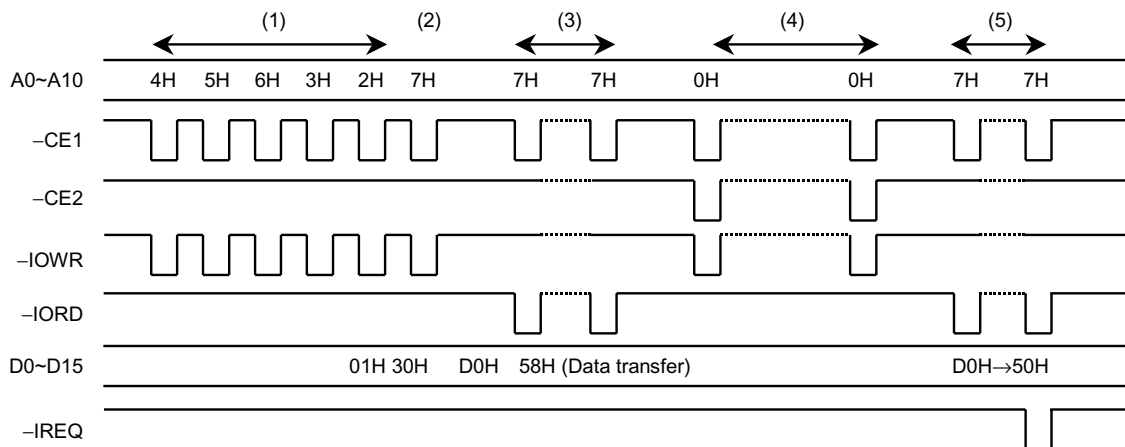 (1) (2) (3) (4) (5)
A0~A10 4H 5H 6H 3H 2H 7H 7H 7H 0H 0H 7H 7H
–CE1
–CE2
–IOWR
–IORD
D0~D15 01H 30H D0H 58H (Data transfer) D0H→50H
–IREQ